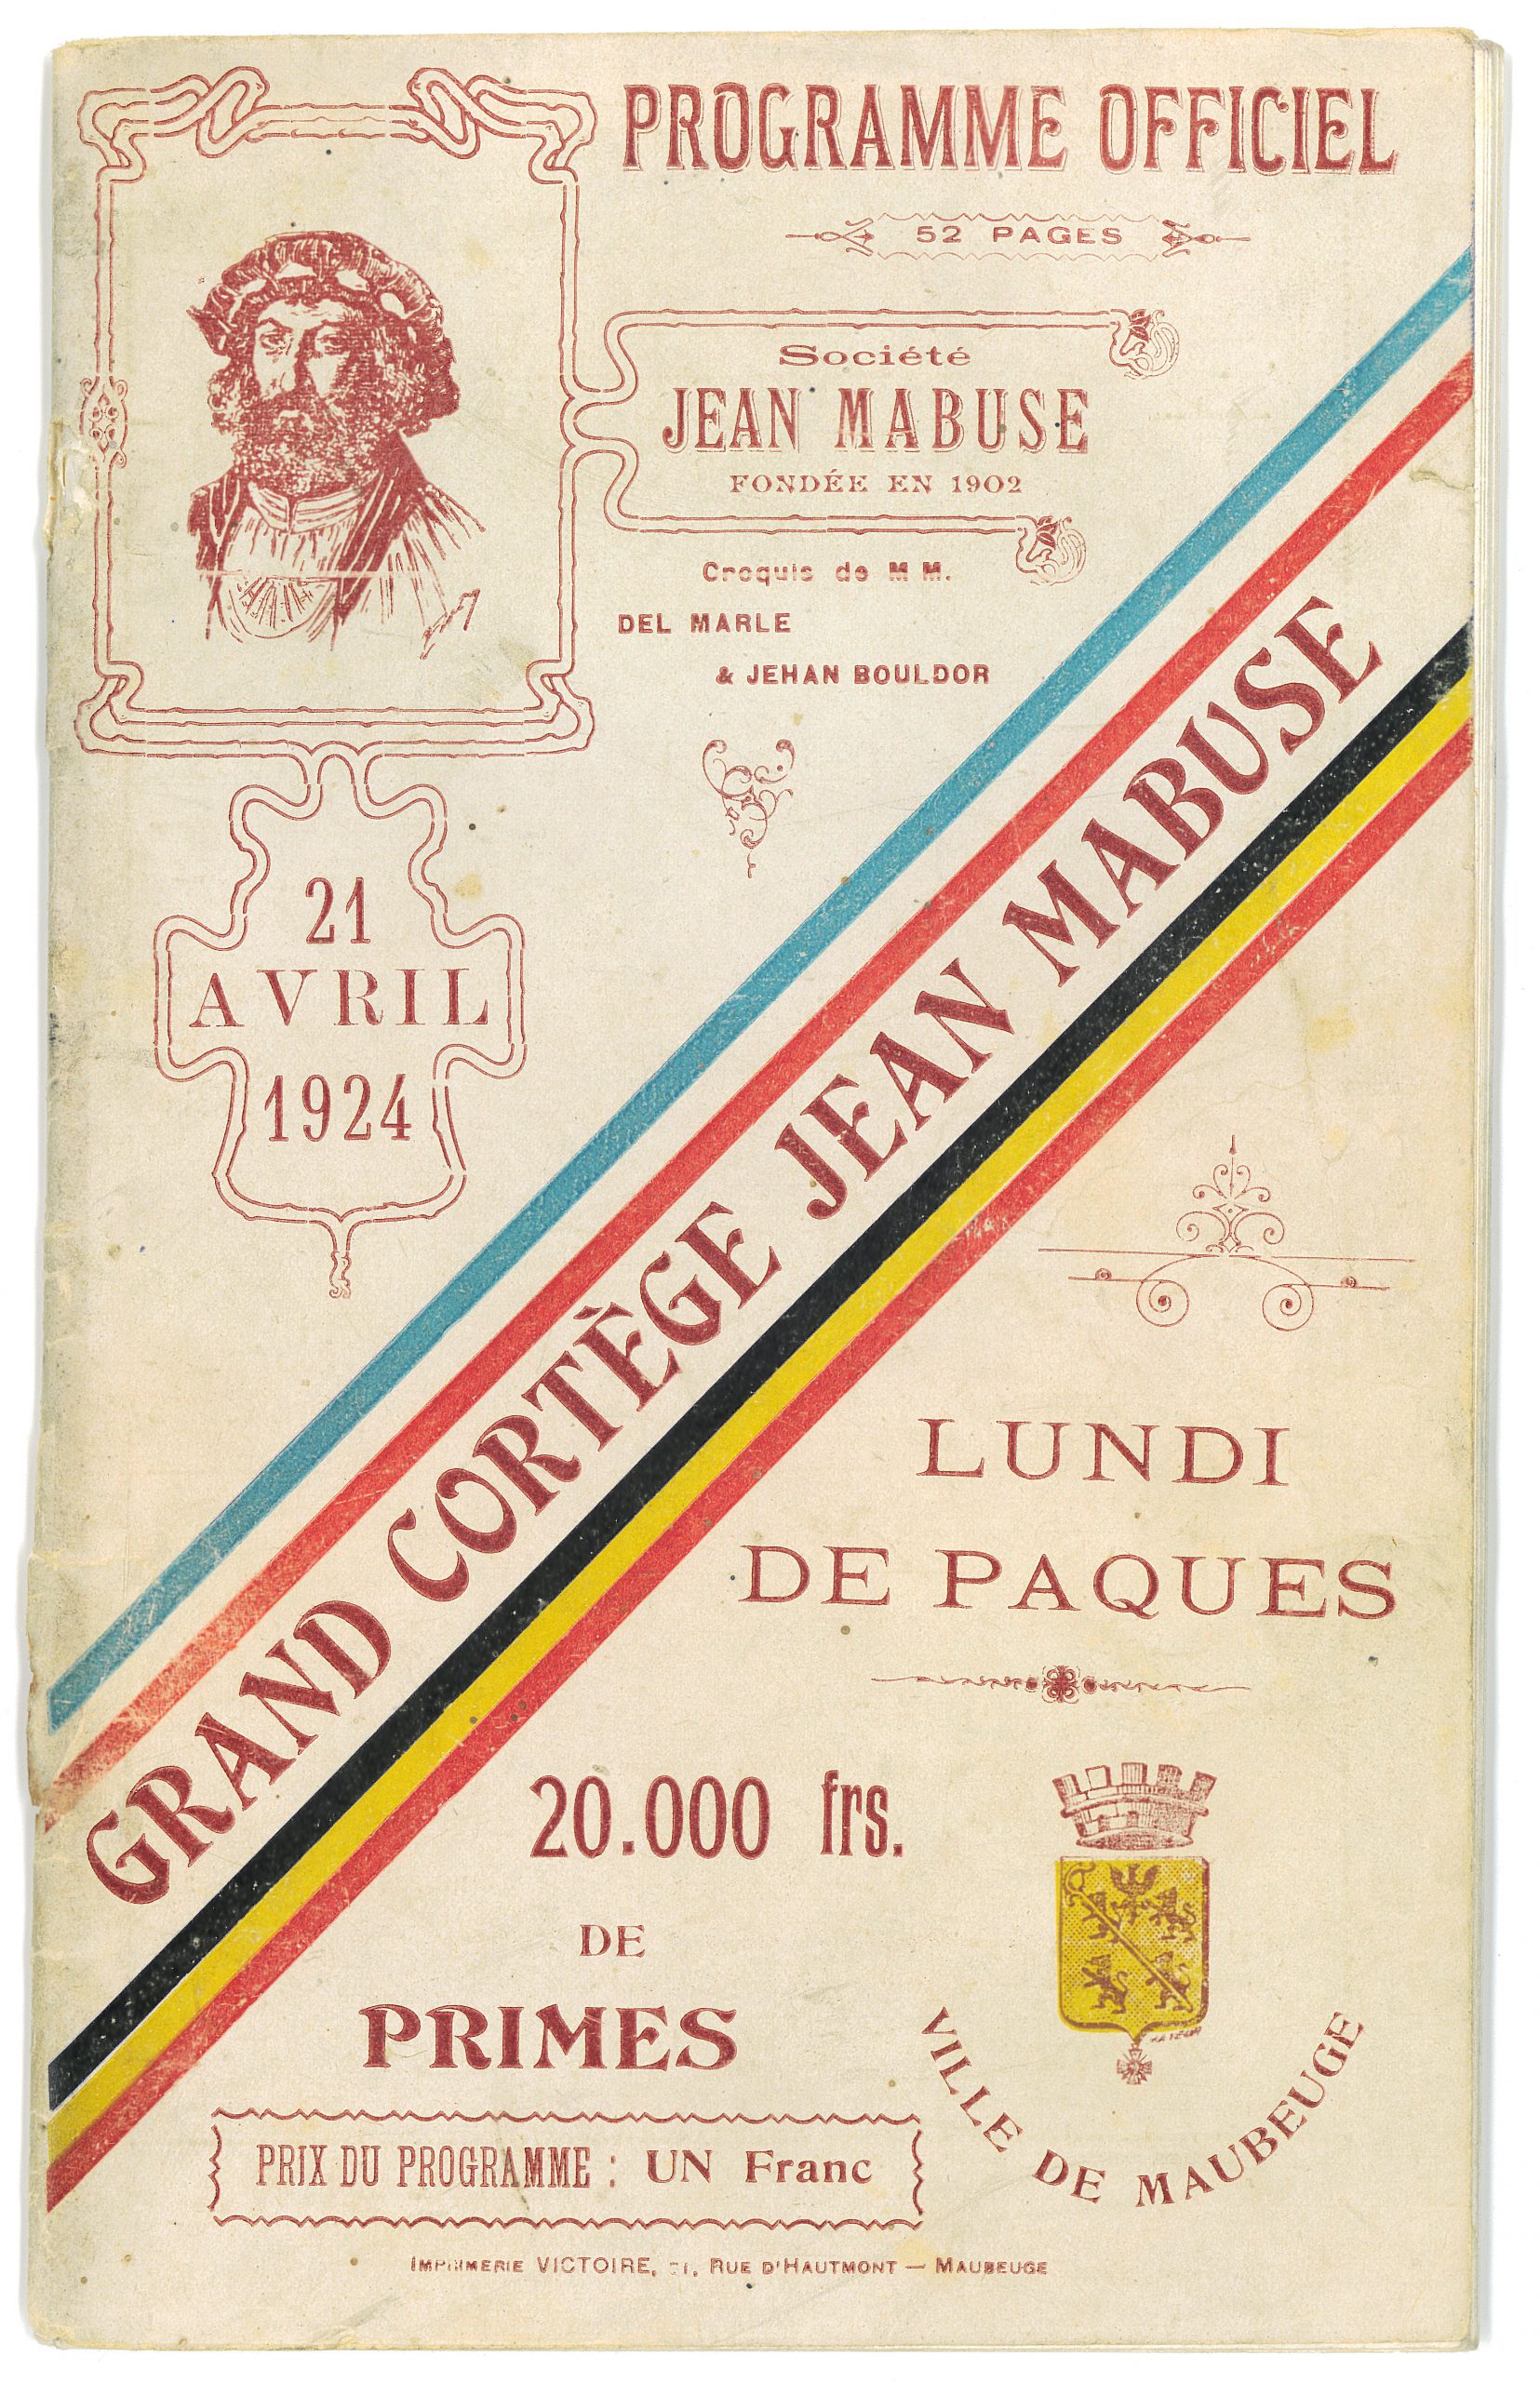 PROGRAMME OFFICIEL
52 PAGES
Société
JEAN MABUSE
FONDÉE EN 1902
Croquis de MM.
DEL MARLE
& JEHAN BOULDOR
21
AVRIL
1924
GRAND CORTÈGE JEAN MABUSE
LUNDI
DE PAQUES
20.000 frs.
DE
PRIMES
VILLE DE MAUBEUGE
PRIX DU PROGRAMME : UN Franc
IMPRIMERIE VICTOIRE, RUE D'HAUTMONT — MAUBEUGE